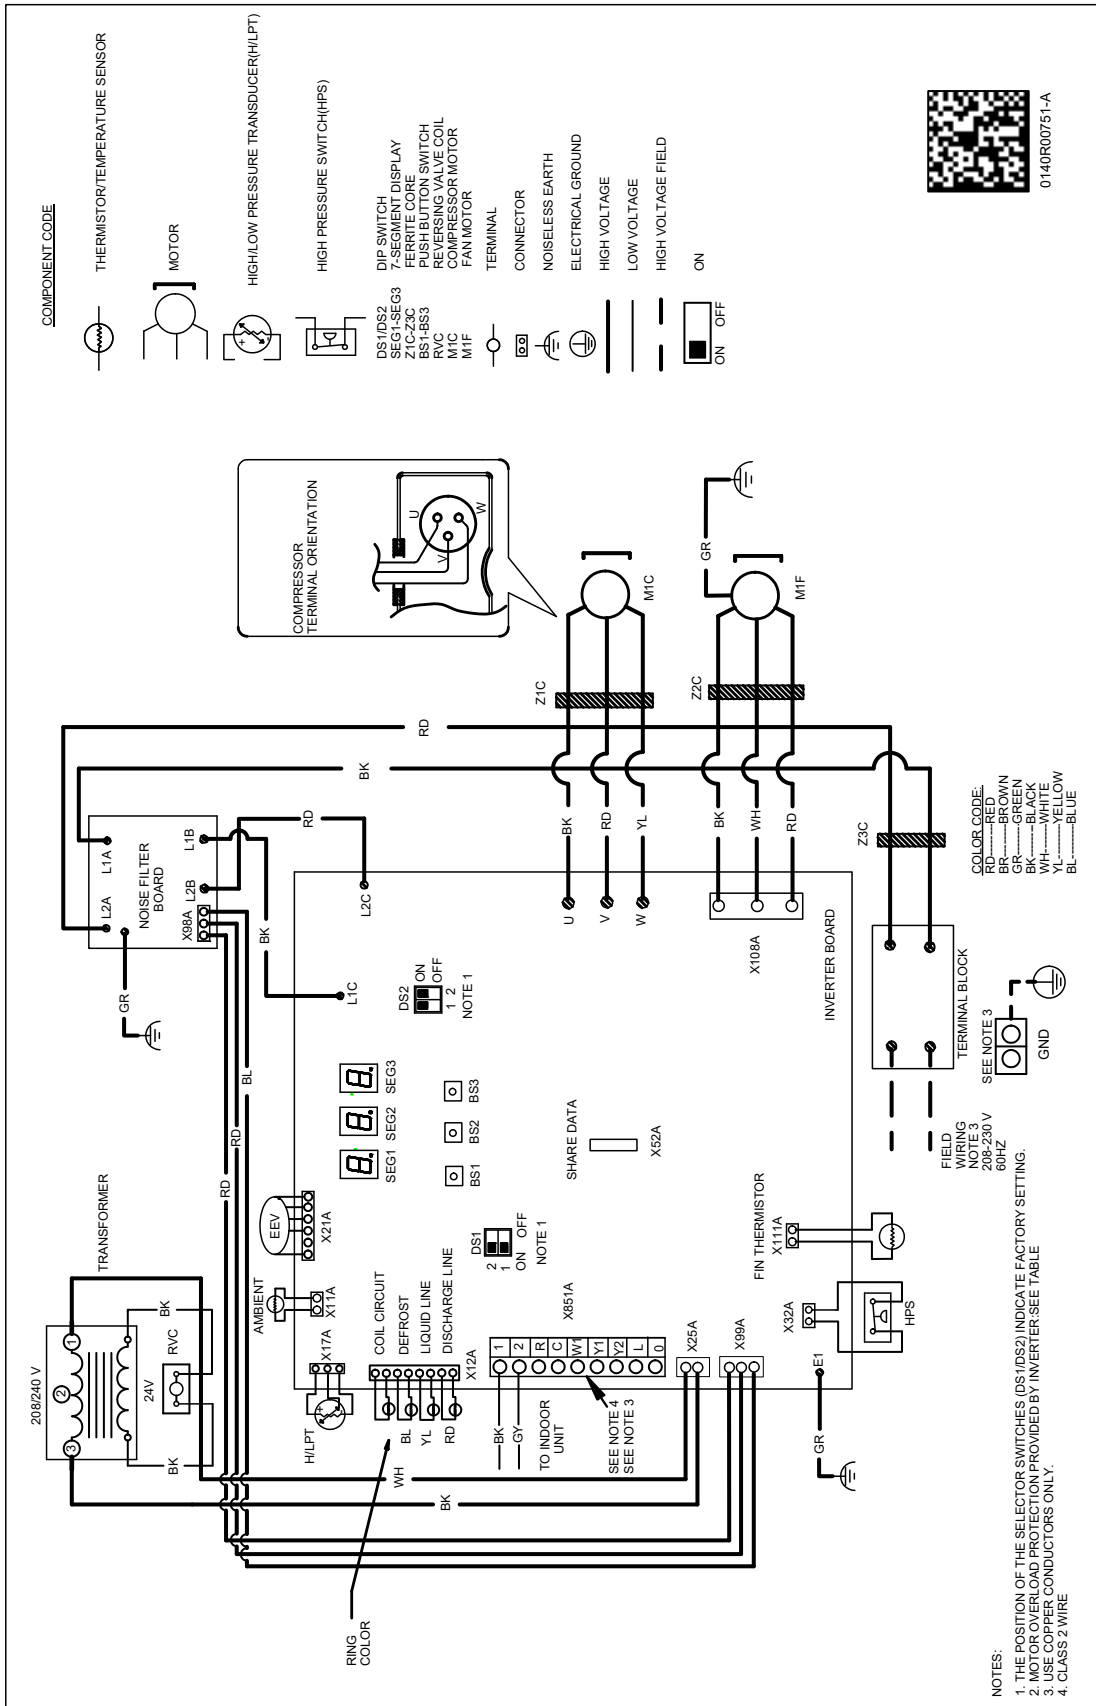 COMPONENT CODE
THERMISTOR/TEMPERATURE SENSOR
MOTOR
HIGH/LOW PRESSURE TRANSDUCER(H/LPT)
HIGH PRESSURE SWITCH(HPS)
DS1/DS2 DIP SWITCH
SEG1-SEG3 7-SEGMENT DISPLAY
Z1C-Z3C FERRITE CORE
BS1-BS3 PUSH BUTTON SWITCH
RVC REVERSING VALVE COIL
M1C COMPRESSOR MOTOR
M1F FAN MOTOR
TERMINAL
CONNECTOR
NOISELESS EARTH
ELECTRICAL GROUND
HIGH VOLTAGE
LOW VOLTAGE
HIGH VOLTAGE FIELD
ON OFF
ON
0140R00751-A
COMPRESSOR
TERMINAL ORIENTATION
U
V
W
TRANSFORMER
208/240 V
1
2
3
24V
RVC
BK
BK
NOISE FILTER
BOARD
L2A
L1A
X98A
L2B
L1B
GR
RD
BK
RD
BK
RD
RD
BL
WH
BK
RING
COLOR
H/LPT
X17A
AMBIENT
X11A
EEV
X21A
COIL CIRCUIT
DEFROST
LIQUID LINE
DISCHARGE LINE
X12A
BL
YL
RD
SEG1
SEG2
SEG3
8.
8.
8.
BS1
BS2
BS3
L1C
L2C
DS2
ON
OFF
1 2
NOTE 1
DS1
2
1
ON OFF
NOTE 1
SHARE DATA
X52A
X851A
1
2
R
C
W1
Y1
Y2
L
0
BK
GY
TO INDOOR
UNIT
SEE NOTE 4
SEE NOTE 3
X25A
X99A
E1
GR
X32A
HPS
FIN THERMISTOR
X111A
INVERTER BOARD
U
V
W
BK
RD
YL
Z1C
M1C
X108A
BK
WH
RD
Z2C
M1F
GR
Z3C
TERMINAL BLOCK
SEE NOTE 3
GND
FIELD
WIRING
NOTE 3
208-230 V
60HZ
COLOR CODE:
RD-------RED
BR-------BROWN
GR-------GREEN
BK-------BLACK
WH-------WHITE
YL-------YELLOW
BL-------BLUE
NOTES:
1. THE POSITION OF THE SELECTOR SWITCHES (DS1/DS2) INDICATE FACTORY SETTING.
2. MOTOR OVERLOAD PROTECTION PROVIDED BY INVERTER:SEE TABLE
3. USE COPPER CONDUCTORS ONLY.
4. CLASS 2 WIRE